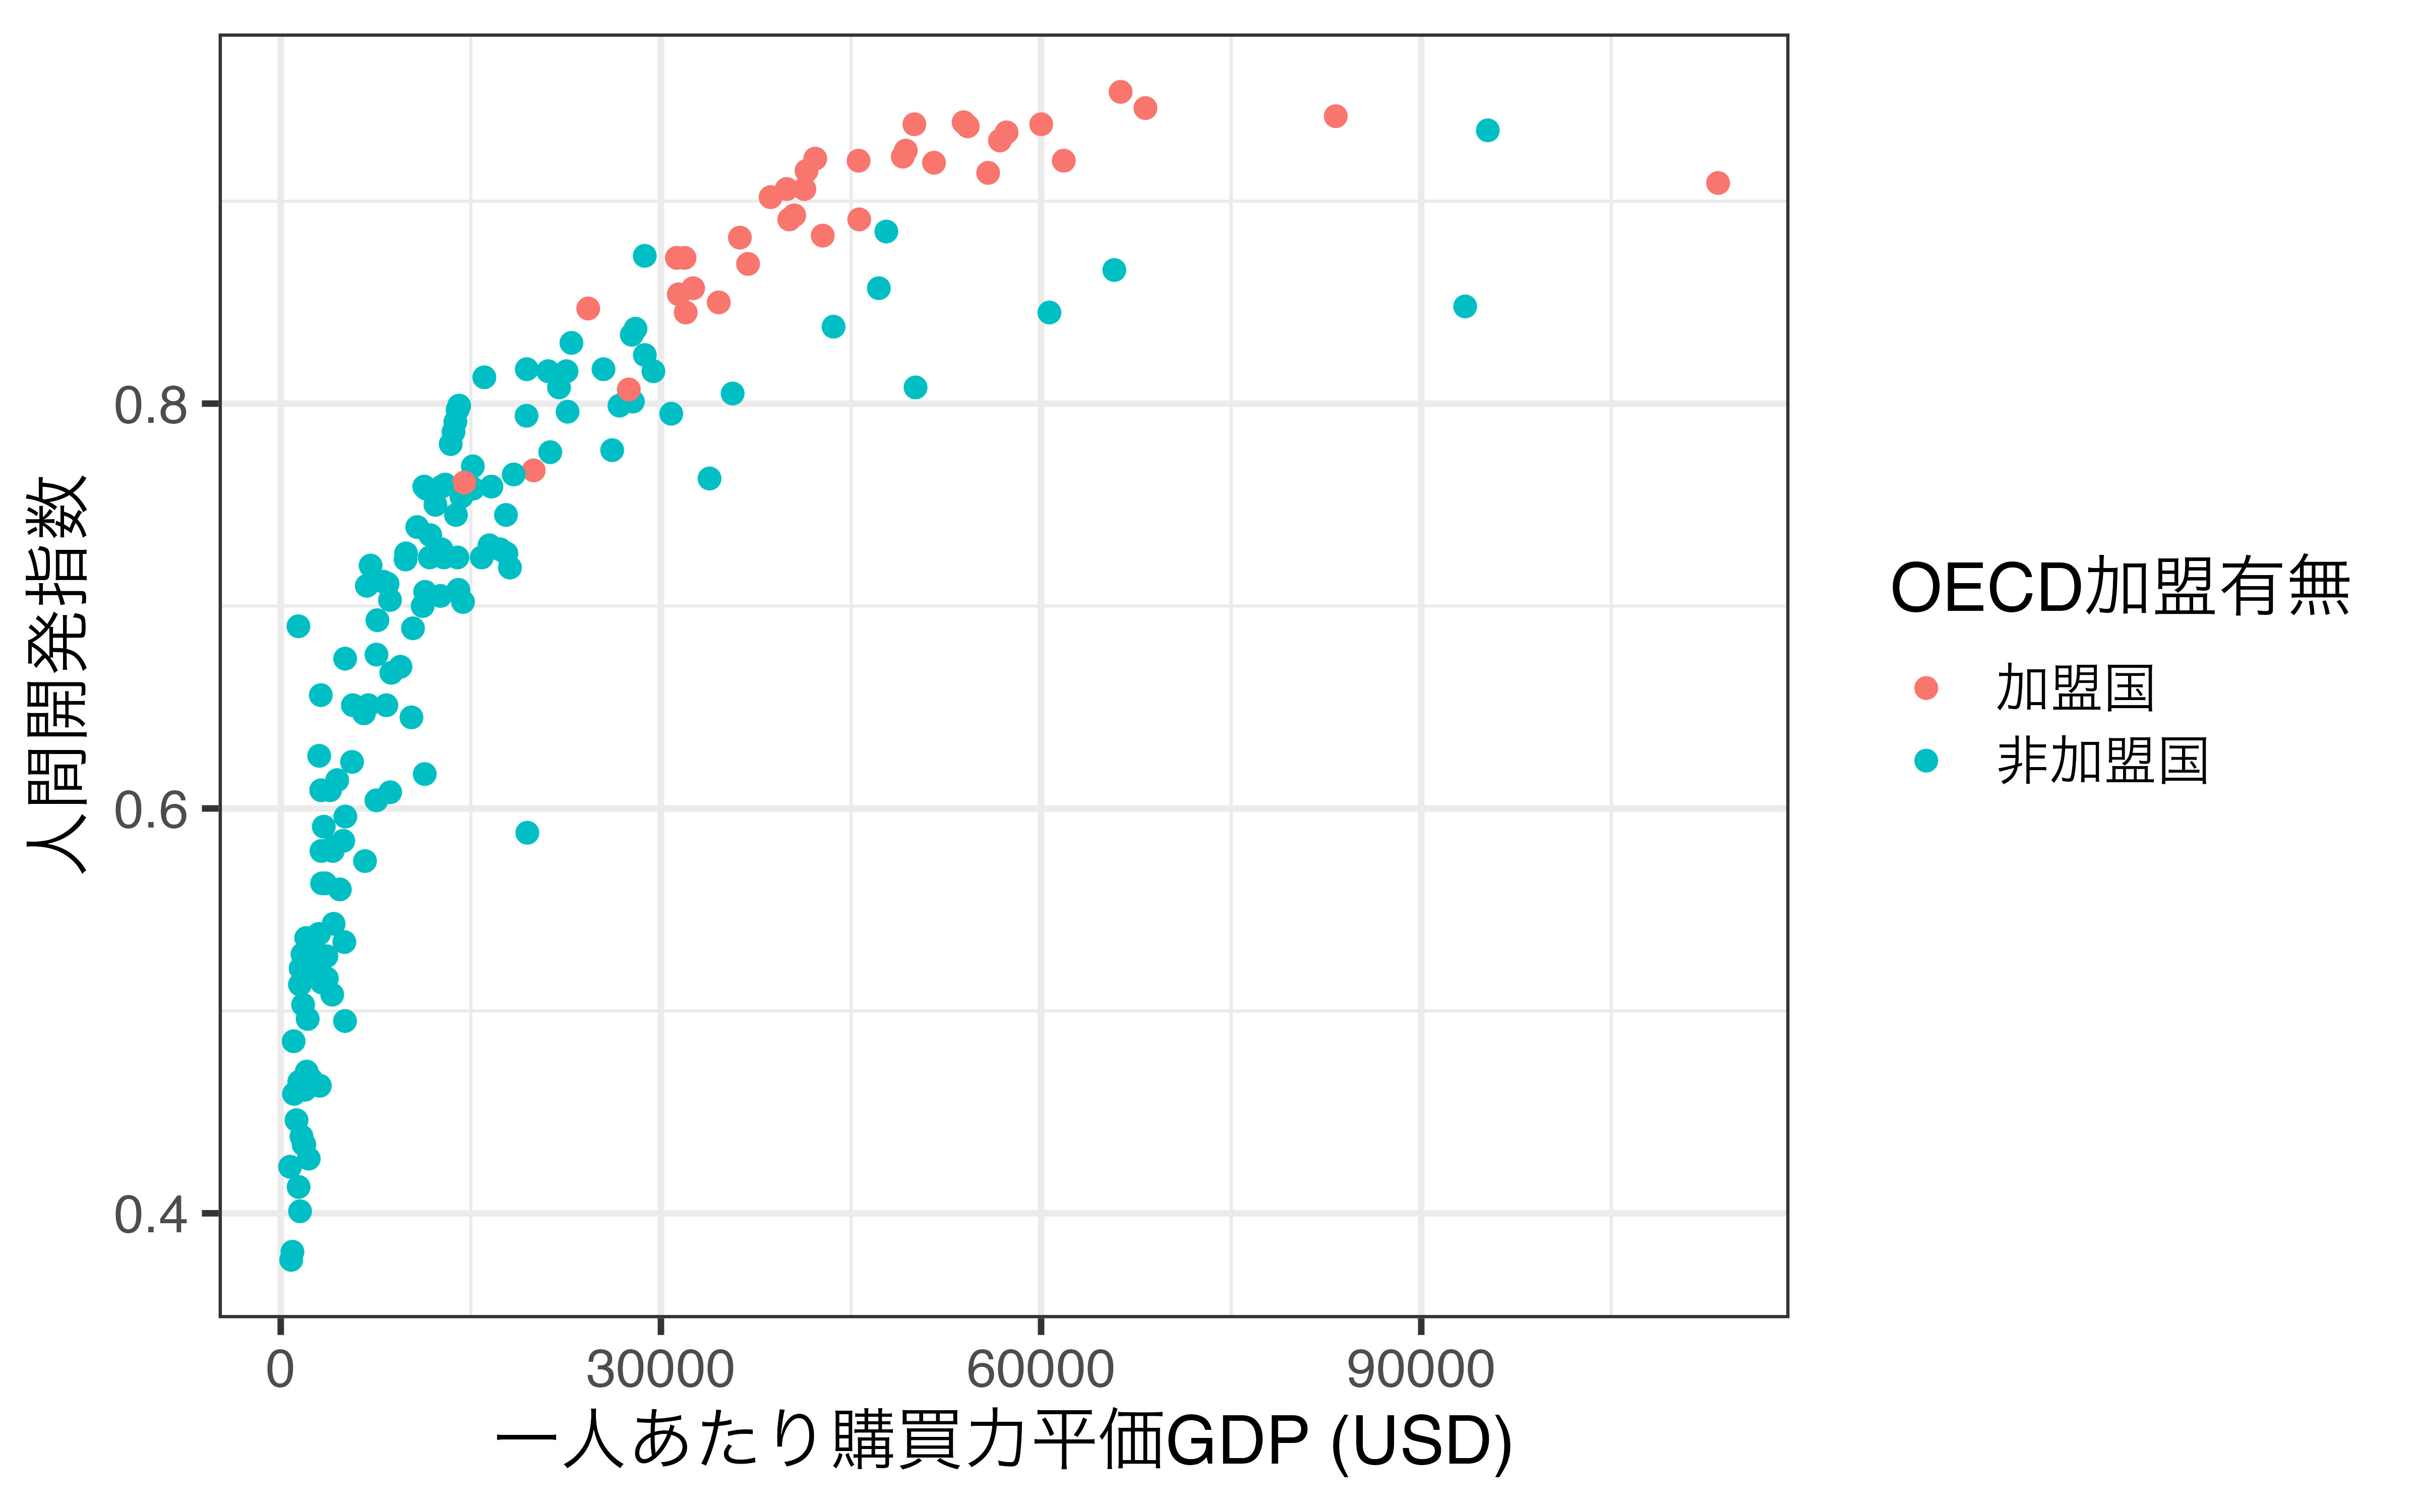 人間開発指数
0.8
0.6
0.4
0 30000 60000 90000
一人あたり購買力平価GDP (USD)
OECD加盟有無
加盟国
非加盟国